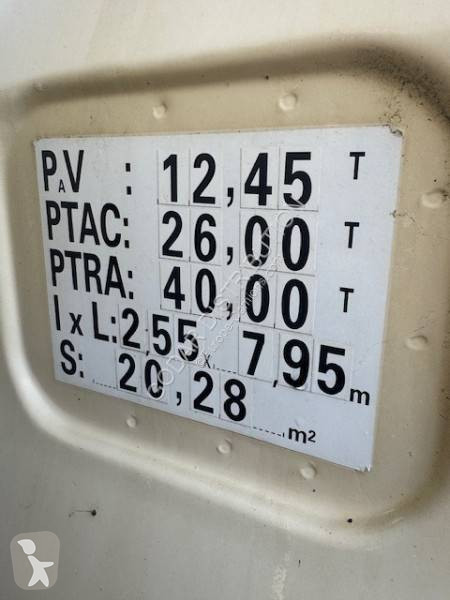 PAV : 12,45 T
PTAC: 26,00 T
PTRA: 40,00 T
l x L: 2,55 x 7,95 m
S: 20,28 m²